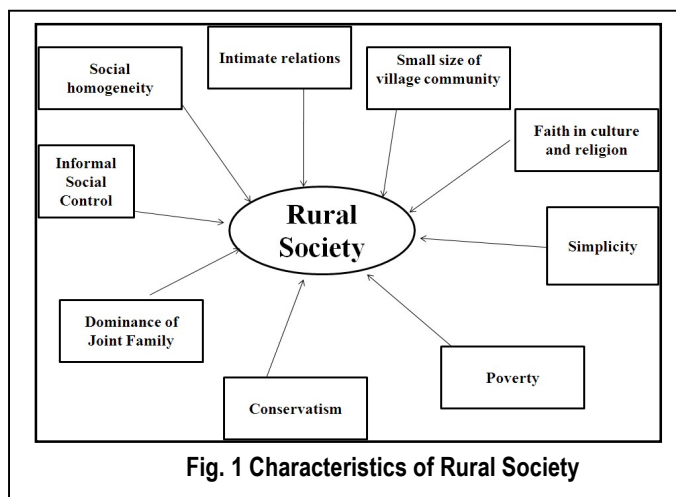 Intimate relations
Small size of
village community
Social
homogeneity
Faith in culture
and religion
Informal
Social
Control
Rural
Society
Simplicity
Dominance of
Joint Family
Poverty
Conservatism
Fig. 1 Characteristics of Rural Society